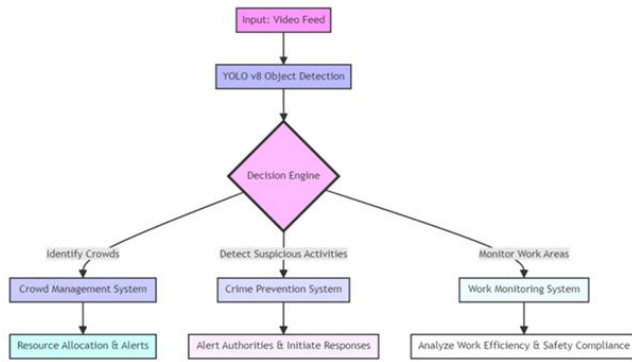 Input: Video Feed
YOLO v8 Object Detection
Decision Engine
Identify Crowds
Detect Suspicious Activities
Monitor Work Areas
Crowd Management System
Crime Prevention System
Work Monitoring System
Resource Allocation & Alerts
Alert Authorities & Initiate Responses
Analyze Work Efficiency & Safety Compliance